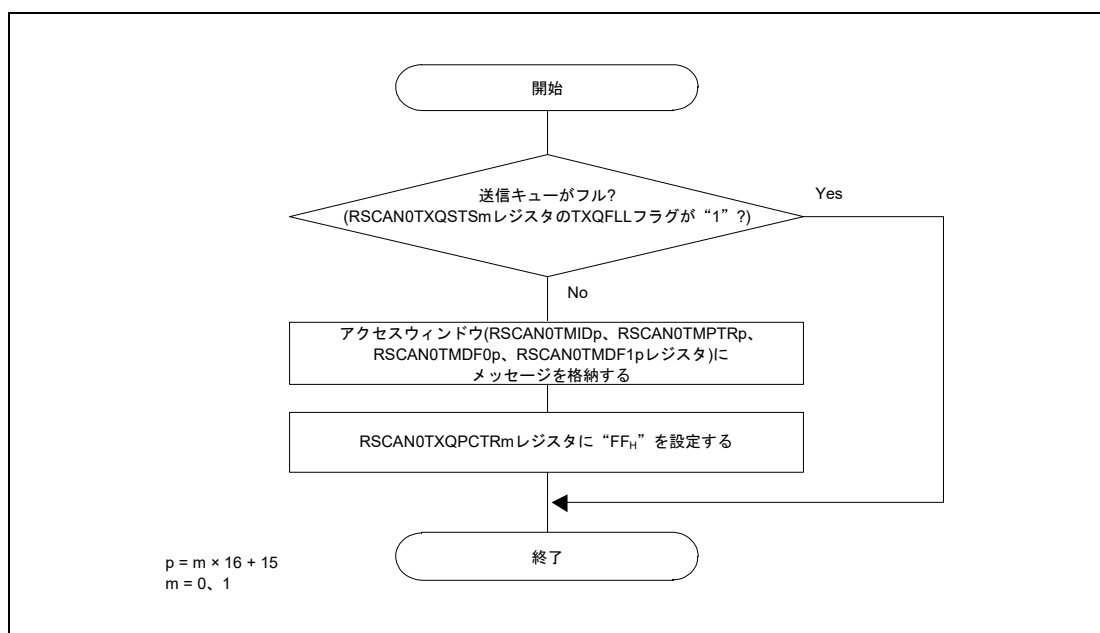 開始
送信キューがフル?
(RSCAN0TXQSTSmレジスタのTXQFLLフラグが“1”?)
Yes
No
アクセスウィンドウ(RSCAN0TMIDp、RSCAN0TMPTRp、
RSCAN0TMDF0p、RSCAN0TMDF1pレジスタ)に
メッセージを格納する
RSCAN0TXQPCTRmレジスタに“FFH”を設定する
終了
p = m × 16 + 15
m = 0、1